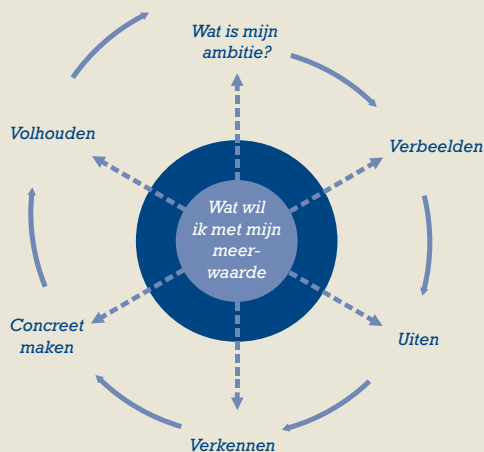 Wat is mijn
ambitie?
Verbeelden
Uiten
Verkennen
Concreet
maken
Volhouden
Wat wil
ik met mijn
meer-
waarde